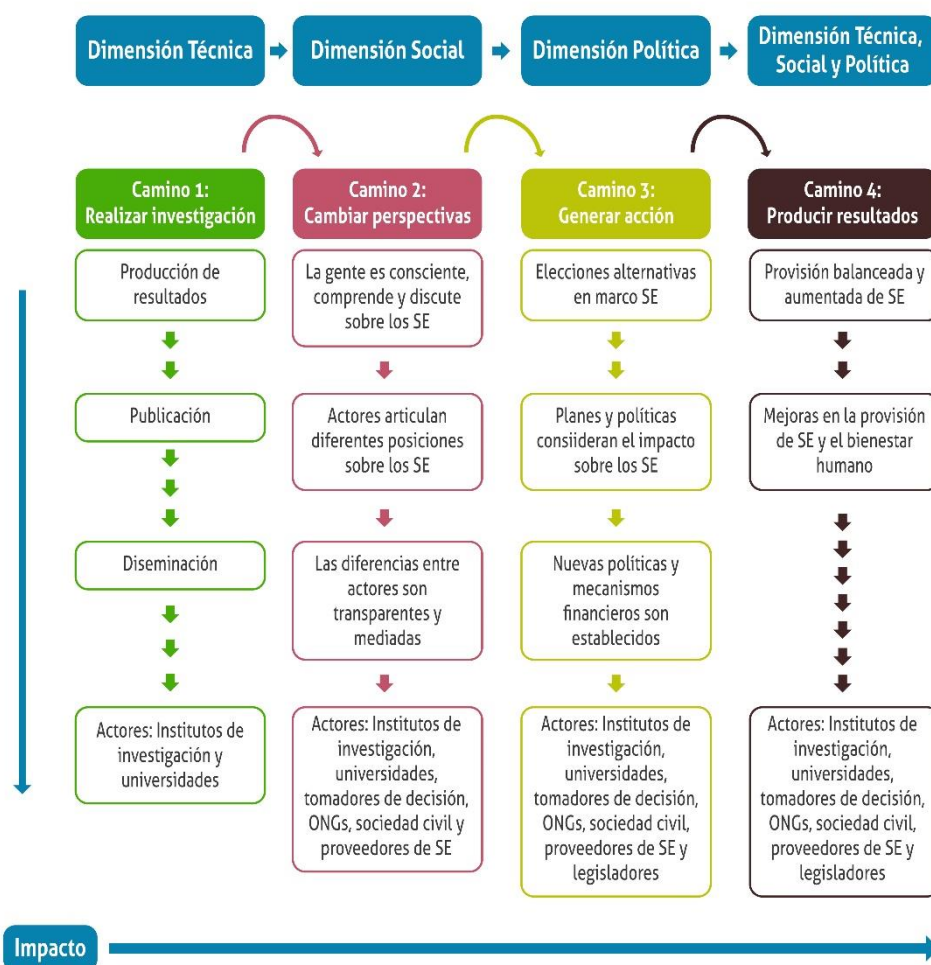 Dimensión Técnica
Dimensión Social
Dimensión Política
Dimensión Técnica,
Social y Política
Camino 1:
Realizar investigación
Producción de
resultados
Publicación
Diseminación
Actores: Institutos de
investigación y
universidades
Camino 2:
Cambiar perspectivas
La gente es consciente,
comprende y discute
sobre los SE
Actores articulan
diferentes posiciones
sobre los SE
Las diferencias entre
actores son
transparentes y
mediadas
Actores: Institutos de
investigación,
universidades,
tomadores de decisión,
ONGs, sociedad civil y
proveedores de SE
Camino 3:
Generar acción
Elecciones alternativas
en marco SE
Planes y políticas
consiideran el impacto
sobre los SE
Nuevas políticas y
mecanismos
financieros son
establecidos
Actores: Institutos de
investigación,
universidades,
tomadores de decisión,
ONGs, sociedad civil,
proveedores de SE y
legisladores
Camino 4:
Producir resultados
Provisión balanceada y
aumentada de SE
Mejoras en la provisión
de SE y el bienestar
humano
Actores: Institutos de
investigación,
universidades,
tomadores de decisión,
ONGs, sociedad civil,
proveedores de SE y
legisladores
Impacto